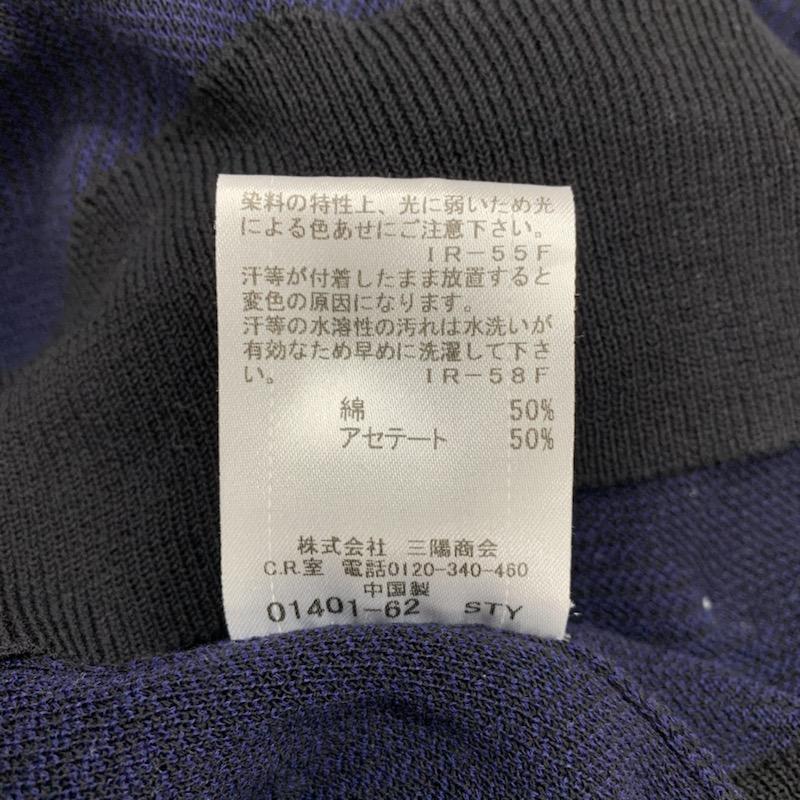 染料の特性上、光に弱いため光
による色あせにご注意下さい。
IR-55F
汗等が付着したまま放置すると
変色の原因になります。
汗等の水溶性の汚れは水洗いが
有効なため早めに洗濯して下さ
い。 IR-58F
綿 50%
アセテート 50%
株式会社 三陽商会
C.R.室 電話0120-340-460
中国製
01401-62 STY